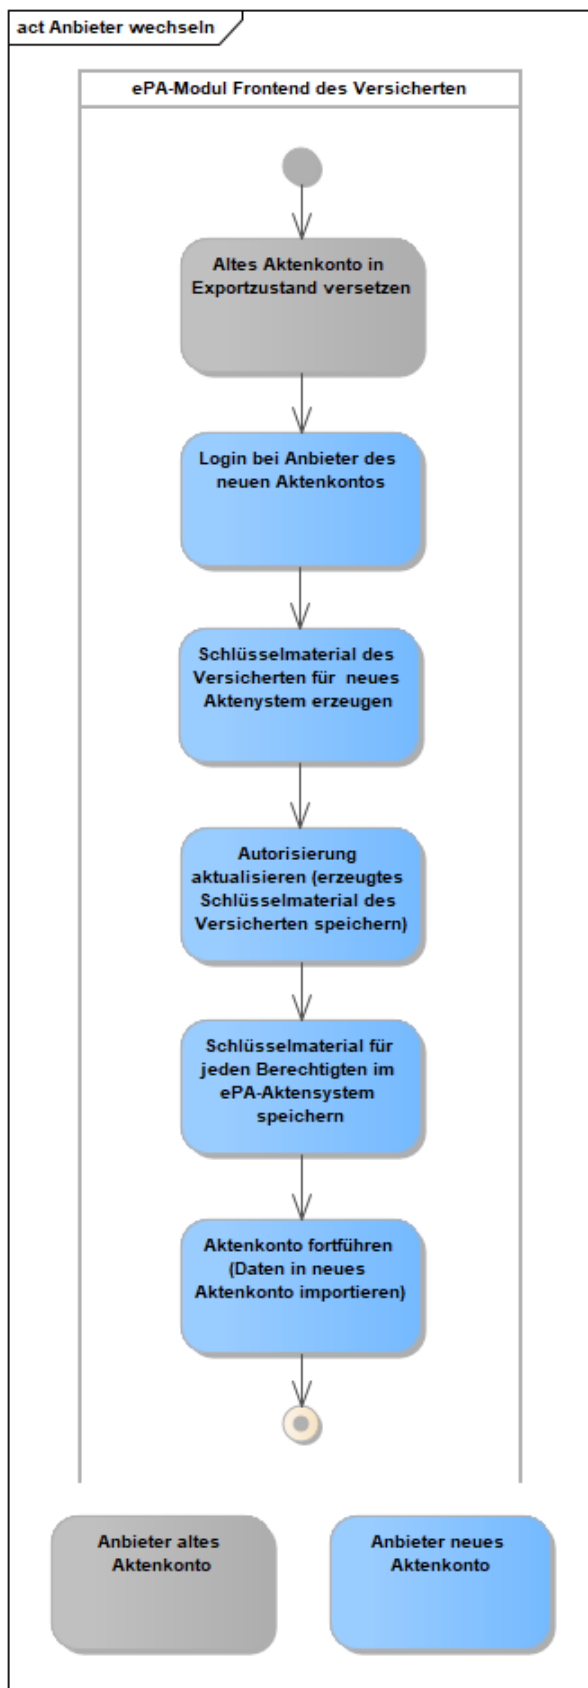 act Anbieter wechseln
ePA-Modul Frontend des Versicherten
Altes Aktenkonto in
Exportzustand versetzen
Login bei Anbieter des
neuen Aktenkontos
Schlüsselmaterial des
Versicherten für neues
Aktenystem erzeugen
Autorisierung
aktualisieren (erzeugtes
Schlüsselmaterial des
Versicherten speichern)
Schlüsselmaterial für
jeden Berechtigten im
ePA-Aktensystem
speichern
Aktenkonto fortführen
(Daten in neues
Aktenkonto importieren)
Anbieter altes
Aktenkonto
Anbieter neues
Aktenkonto